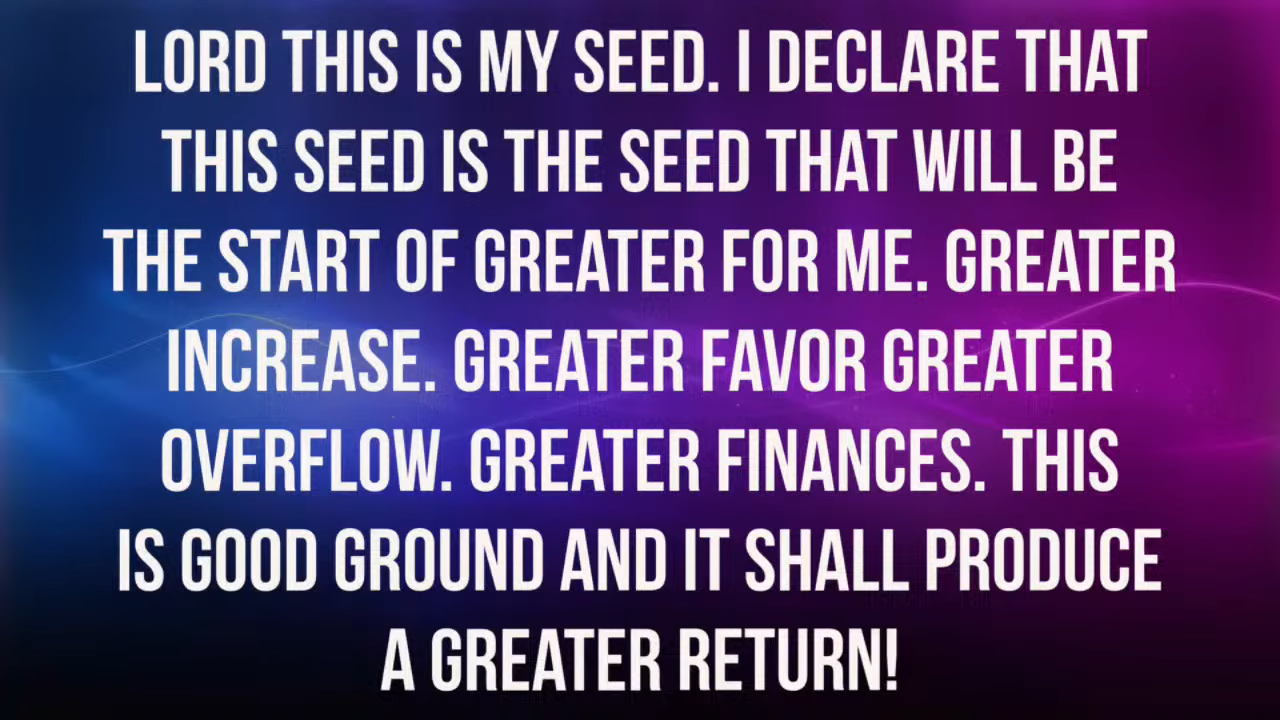 LORD THIS IS MY SEED. I DECLARE THAT
THIS SEED IS THE SEED THAT WILL BE
THE START OF GREATER FOR ME. GREATER
INCREASE. GREATER FAVOR GREATER
OVERFLOW. GREATER FINANCES. THIS
IS GOOD GROUND AND IT SHALL PRODUCE
A GREATER RETURN!